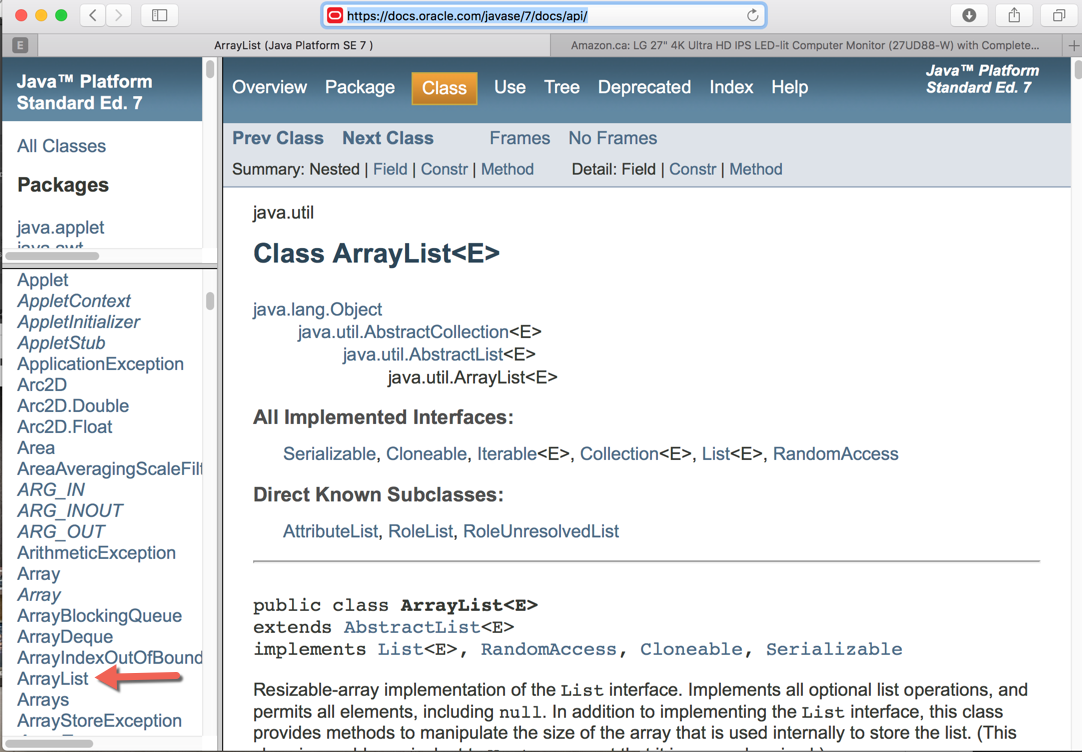 https://docs.oracle.com/javase/7/docs/api/
E
ArrayList (Java Platform SE 7 )
Amazon.ca: LG 27" 4K Ultra HD IPS LED-lit Computer Monitor (27UD88-W) with Complete...
Java™ Platform
Standard Ed. 7
All Classes
Packages
java.applet
java.awt
Applet
AppletContext
AppletInitializer
AppletStub
ApplicationException
Arc2D
Arc2D.Double
Arc2D.Float
Area
AreaAveragingScaleFilt
ARG_IN
ARG_INOUT
ARG_OUT
ArithmeticException
Array
Array
ArrayBlockingQueue
ArrayDeque
ArrayIndexOutOfBound
ArrayList
Arrays
ArrayStoreException
Overview Package Class Use Tree Deprecated Index Help
Java™ Platform
Standard Ed. 7
Prev Class Next Class Frames No Frames
Summary: Nested | Field | Constr | Method Detail: Field | Constr | Method
java.util
Class ArrayList<E>
java.lang.Object
java.util.AbstractCollection<E>
java.util.AbstractList<E>
java.util.ArrayList<E>
All Implemented Interfaces:
Serializable, Cloneable, Iterable<E>, Collection<E>, List<E>, RandomAccess
Direct Known Subclasses:
AttributeList, RoleList, RoleUnresolvedList
public class ArrayList<E>
extends AbstractList<E>
implements List<E>, RandomAccess, Cloneable, Serializable
Resizable-array implementation of the List interface. Implements all optional list operations, and
permits all elements, including null. In addition to implementing the List interface, this class
provides methods to manipulate the size of the array that is used internally to store the list. (This